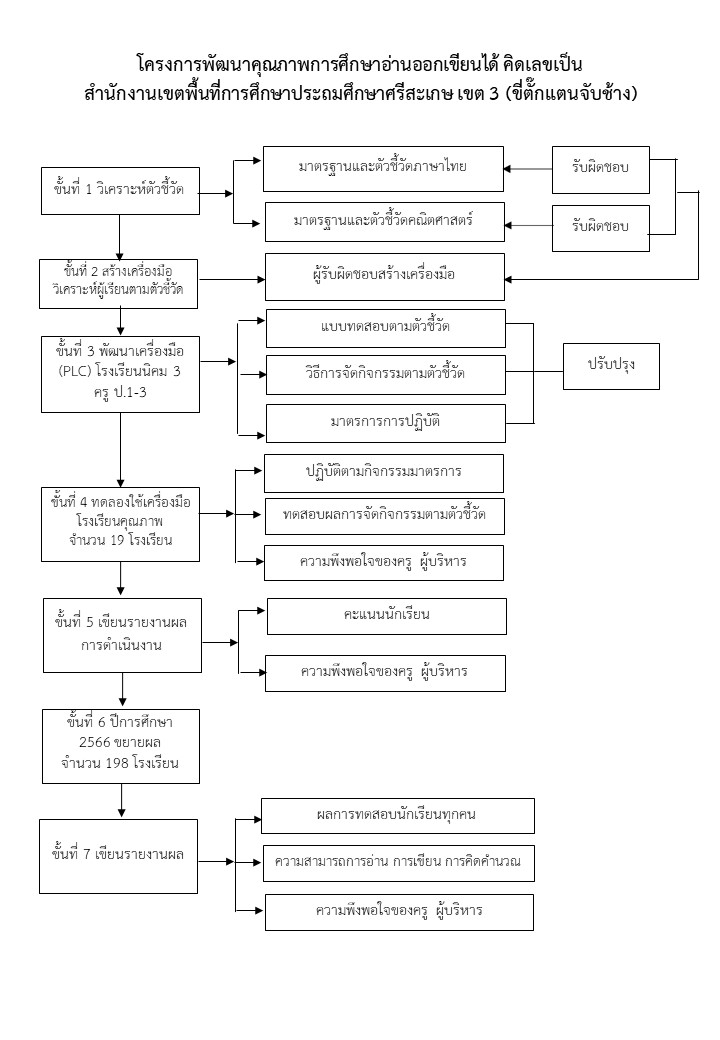 โครงการพัฒนาคุณภาพการศึกษาอ่านออกเขียนได้ คิดเลขเป็น
สำนักงานเขตพื้นที่การศึกษาประถมศึกษาศรีสะเกษ เขต 3 (ขี่ตั๊กแตนจับช้าง)
ขั้นที่ 1 วิเคราะห์ตัวชี้วัด
มาตรฐานและตัวชี้วัดภาษาไทย
รับผิดชอบ
มาตรฐานและตัวชี้วัดคณิตศาสตร์
รับผิดชอบ
ขั้นที่ 2 สร้างเครื่องมือ
วิเคราะห์ผู้เรียนตามตัวชี้วัด
ผู้รับผิดชอบสร้างเครื่องมือ
ขั้นที่ 3 พัฒนาเครื่องมือ
(PLC) โรงเรียนนิคม 3
ครู ป.1-3
แบบทดสอบตามตัวชี้วัด
วิธีการจัดกิจกรรมตามตัวชี้วัด
มาตรการการปฏิบัติ
ปรับปรุง
ขั้นที่ 4 ทดลองใช้เครื่องมือ
โรงเรียนคุณภาพ
จำนวน 19 โรงเรียน
ปฏิบัติตามกิจกรรมมาตรการ
ทดสอบผลการจัดกิจกรรมตามตัวชี้วัด
ความพึงพอใจของครู ผู้บริหาร
ขั้นที่ 5 เขียนรายงานผล
การดำเนินงาน
คะแนนนักเรียน
ความพึงพอใจของครู ผู้บริหาร
ขั้นที่ 6 ปีการศึกษา
2566 ขยายผล
จำนวน 198 โรงเรียน
ขั้นที่ 7 เขียนรายงานผล
ผลการทดสอบนักเรียนทุกคน
ความสามารถการอ่าน การเขียน การคิดคำนวณ
ความพึงพอใจของครู ผู้บริหาร